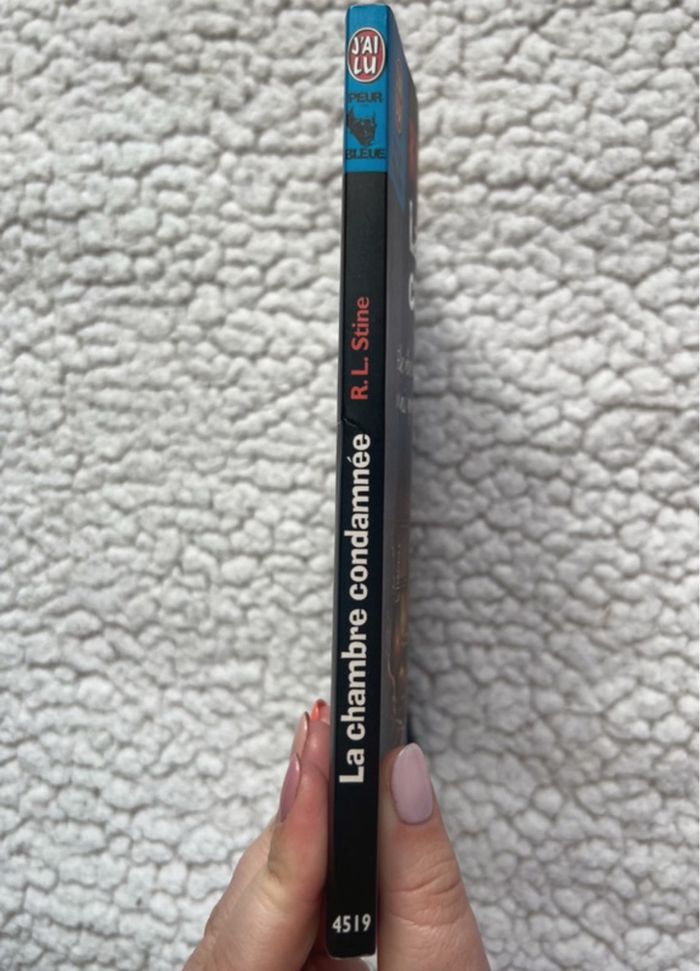 J'AI
LU
PEUR
BLEUE
La chambre condamnée
R. L. Stine
4519